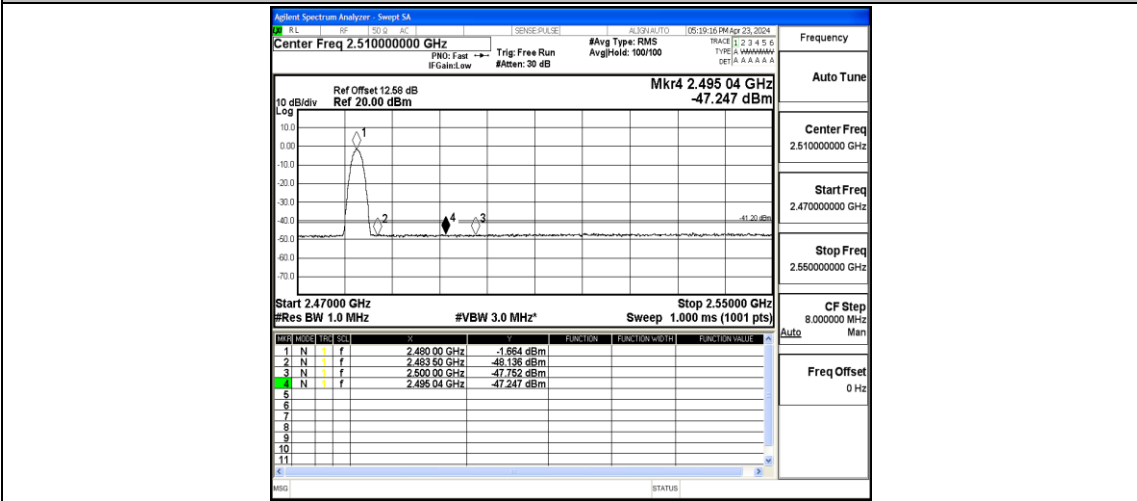 Agilent Spectrum Analyzer - Swept SA
RL RF 50 Ω AC SENSE:PULSE ALIGN AUTO 05:19:16 PM Apr 23, 2024
Center Freq 2.510000000 GHz #Avg Type: RMS TRACE 1 2 3 4 5 6
PNO: Fast Trig: Free Run Avg|Hold: 100/100 TYPE A WWWWW
IFGain:Low #Atten: 30 dB DET A A A A A A
Mkr4 2.495 04 GHz
Ref Offset 12.58 dB
10 dB/div Ref 20.00 dBm -47.247 dBm
Log
10.0
1
0.00
-10.0
-20.0
-30.0
2 4 3
-40.0 -41.20 dBm
-50.0
-60.0
-70.0
Start 2.47000 GHz Stop 2.55000 GHz
#Res BW 1.0 MHz #VBW 3.0 MHz* Sweep 1.000 ms (1001 pts)
MKR MODE TRC SCL X Y FUNCTION FUNCTION WIDTH FUNCTION VALUE
1 N 1 f 2.480 00 GHz -1.664 dBm
2 N 1 f 2.483 50 GHz -48.136 dBm
3 N 1 f 2.500 00 GHz -47.752 dBm
4 N 1 f 2.495 04 GHz -47.247 dBm
5
6
7
8
9
10
11
MSG STATUS
Frequency
Auto Tune
Center Freq
2.510000000 GHz
Start Freq
2.470000000 GHz
Stop Freq
2.550000000 GHz
CF Step
8.000000 MHz
Auto Man
Freq Offset
0 Hz